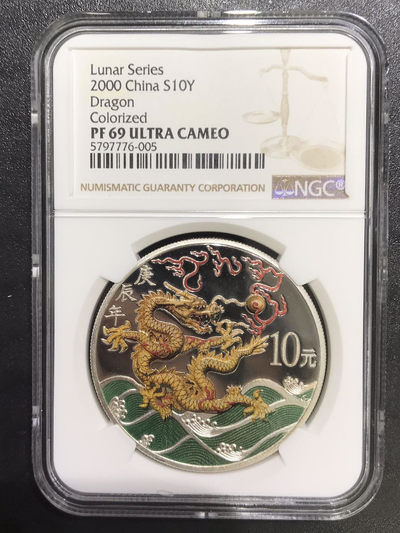 Lunar Series
2000 China S10Y
Dragon
Colorized
PF 69 ULTRA CAMEO
5797776-005
NUMISMATIC GUARANTY CORPORATION
NGC®
庚辰年
10元